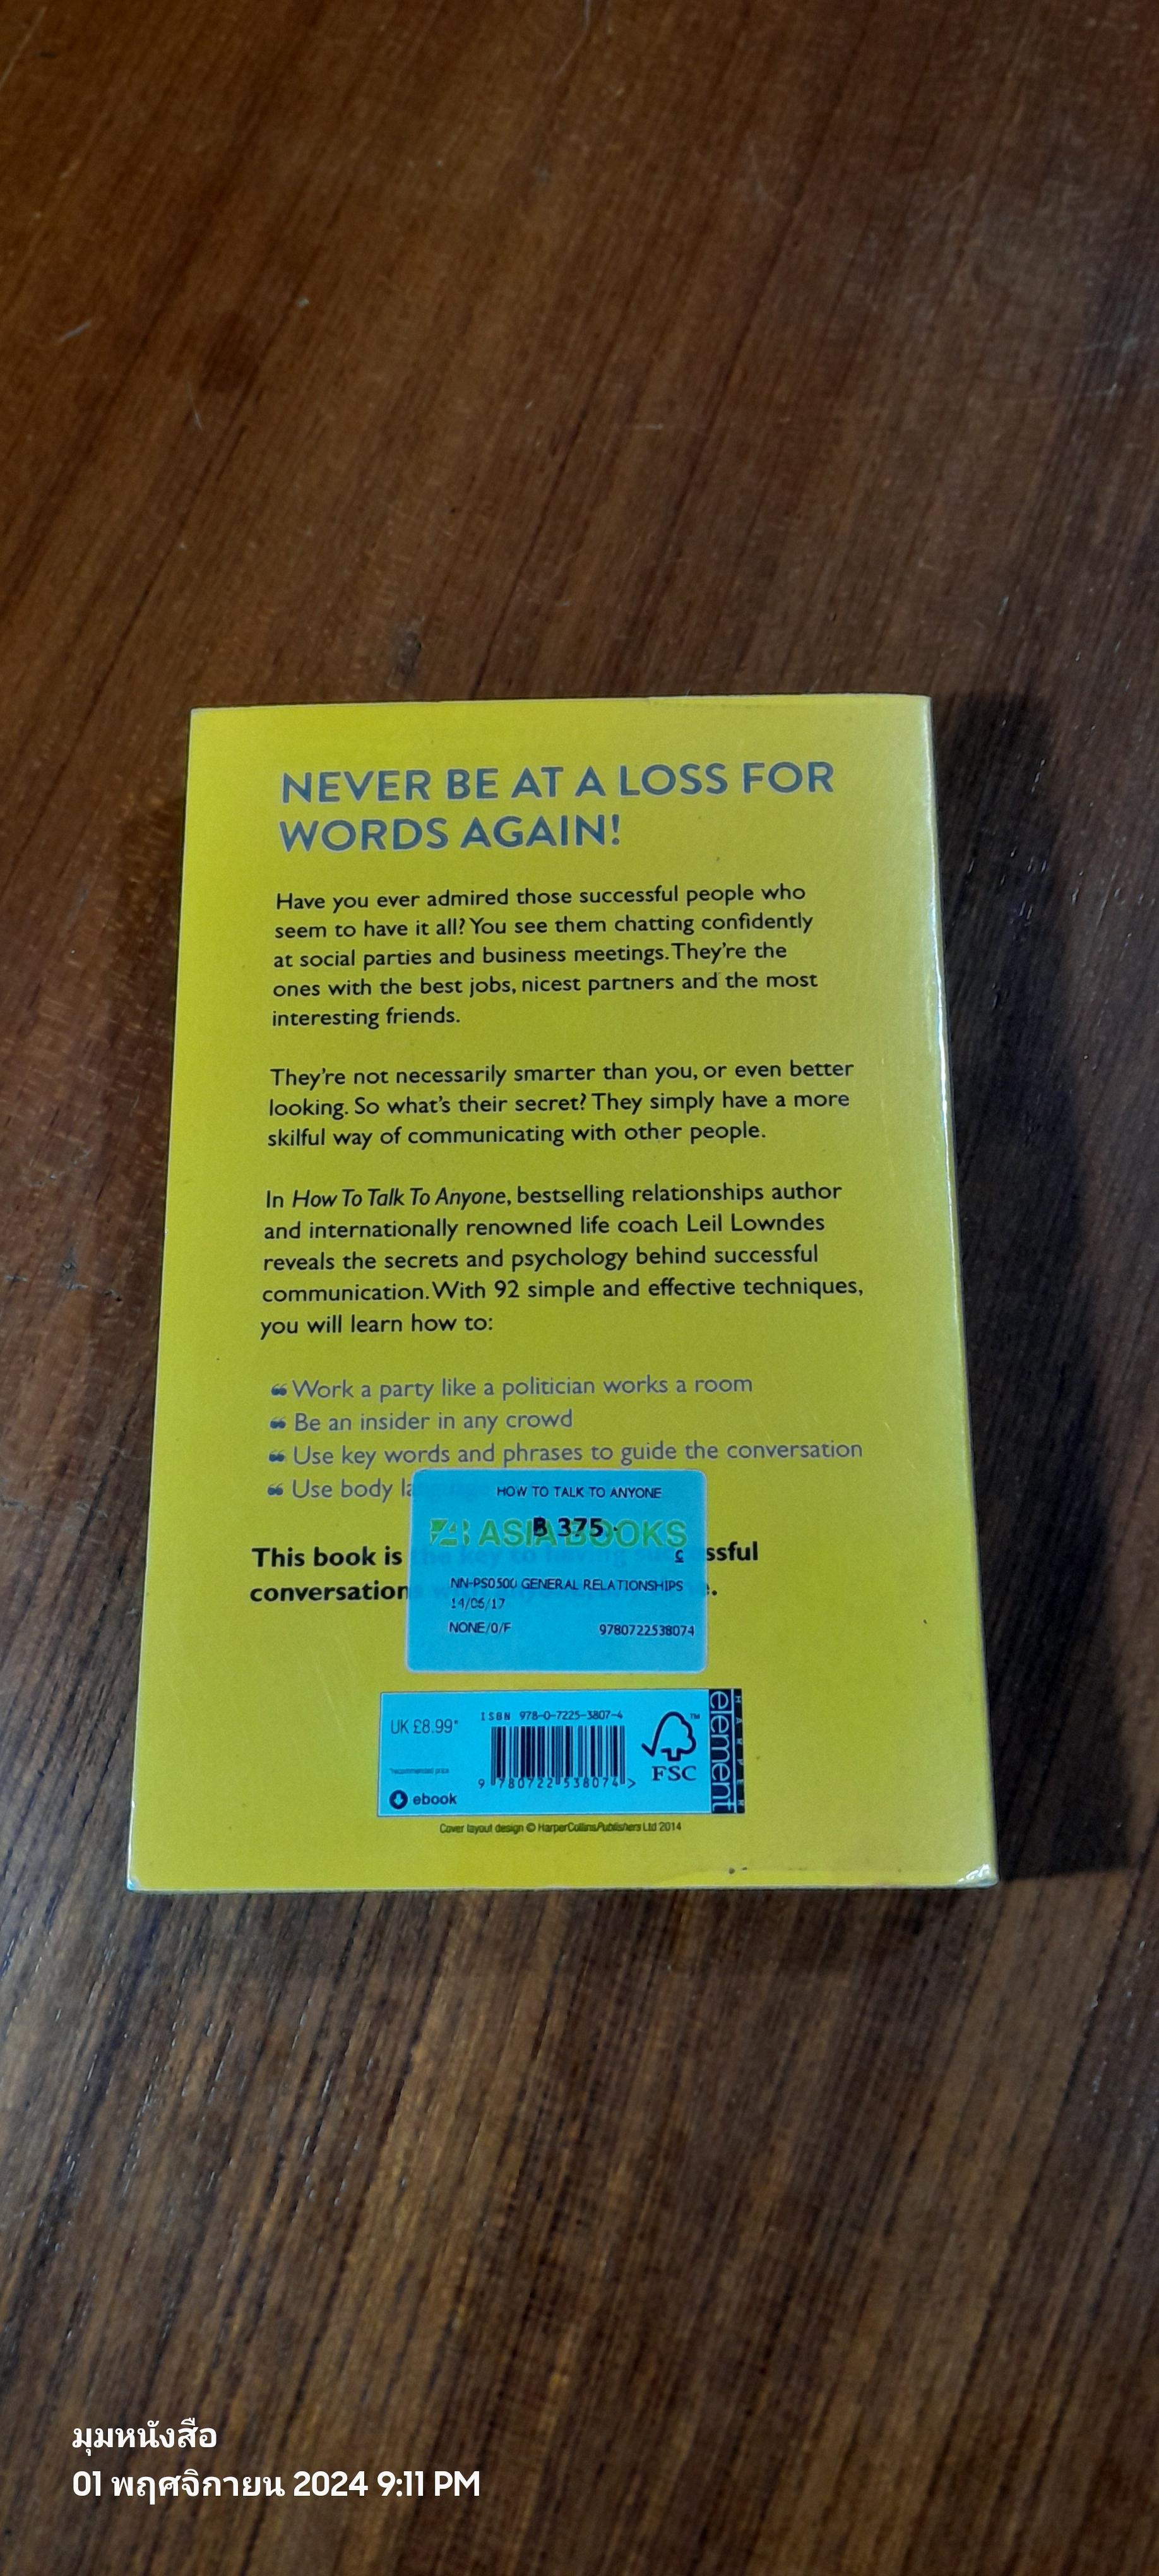 NEVER BE AT A LOSS FOR
WORDS AGAIN!
Have you ever admired those successful people who
seem to have it all? You see them chatting confidently
at social parties and business meetings. They're the
ones with the best jobs, nicest partners and the most
interesting friends.
They're not necessarily smarter than you, or even better
looking. So what's their secret? They simply have a more
skilful way of communicating with other people.
In How To Talk To Anyone, bestselling relationships author
and internationally renowned life coach Leil Lowndes
reveals the secrets and psychology behind successful
communication. With 92 simple and effective techniques,
you will learn how to:
❝ Work a party like a politician works a room
❝ Be an insider in any crowd
❝ Use key words and phrases to guide the conversation
❝ Use body
HOW TO TALK TO ANYONE
ASIA BOOKS
B 375.-
C
This book is the key to having successful
conversations
NN-PS0500 GENERAL RELATIONSHIPS
14/06/17
NONE/0/F 9780722538074
UK £8.99*
*recommended price
ebook
ISBN 978-0-7225-3807-4
9 780722 538074 >
FSC
HARPER
element
Cover layout design © HarperCollinsPublishers Ltd 2014
มุมหนังสือ
01 พฤศจิกายน 2024 9:11 PM